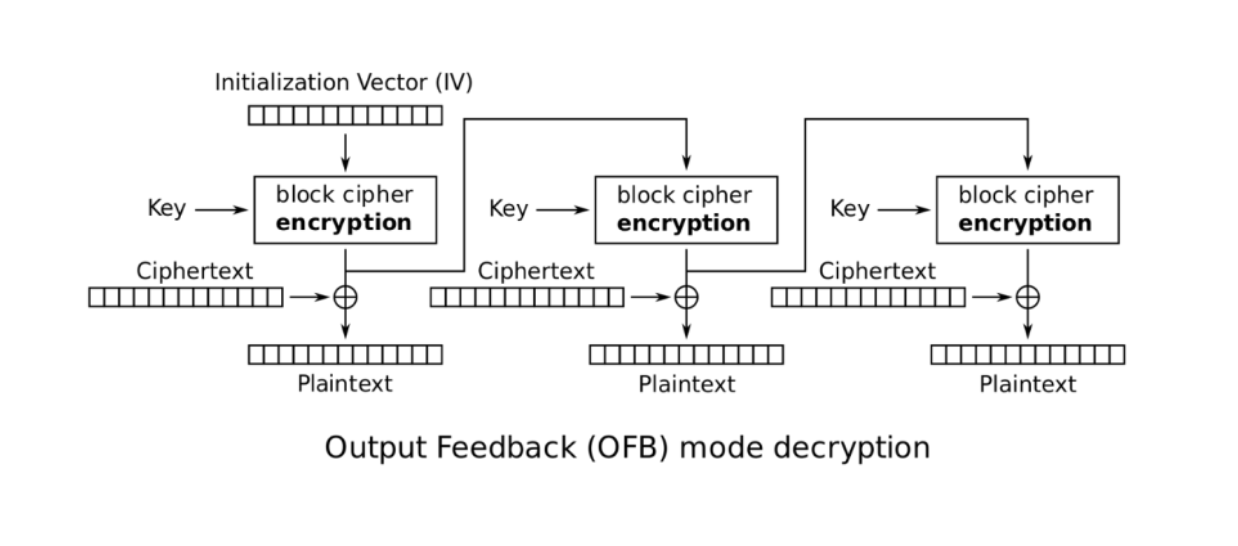 Initialization Vector (IV)
block cipher
encryption
Key
Ciphertext
Plaintext
block cipher
encryption
Key
Ciphertext
Plaintext
block cipher
encryption
Key
Ciphertext
Plaintext
Output Feedback (OFB) mode decryption